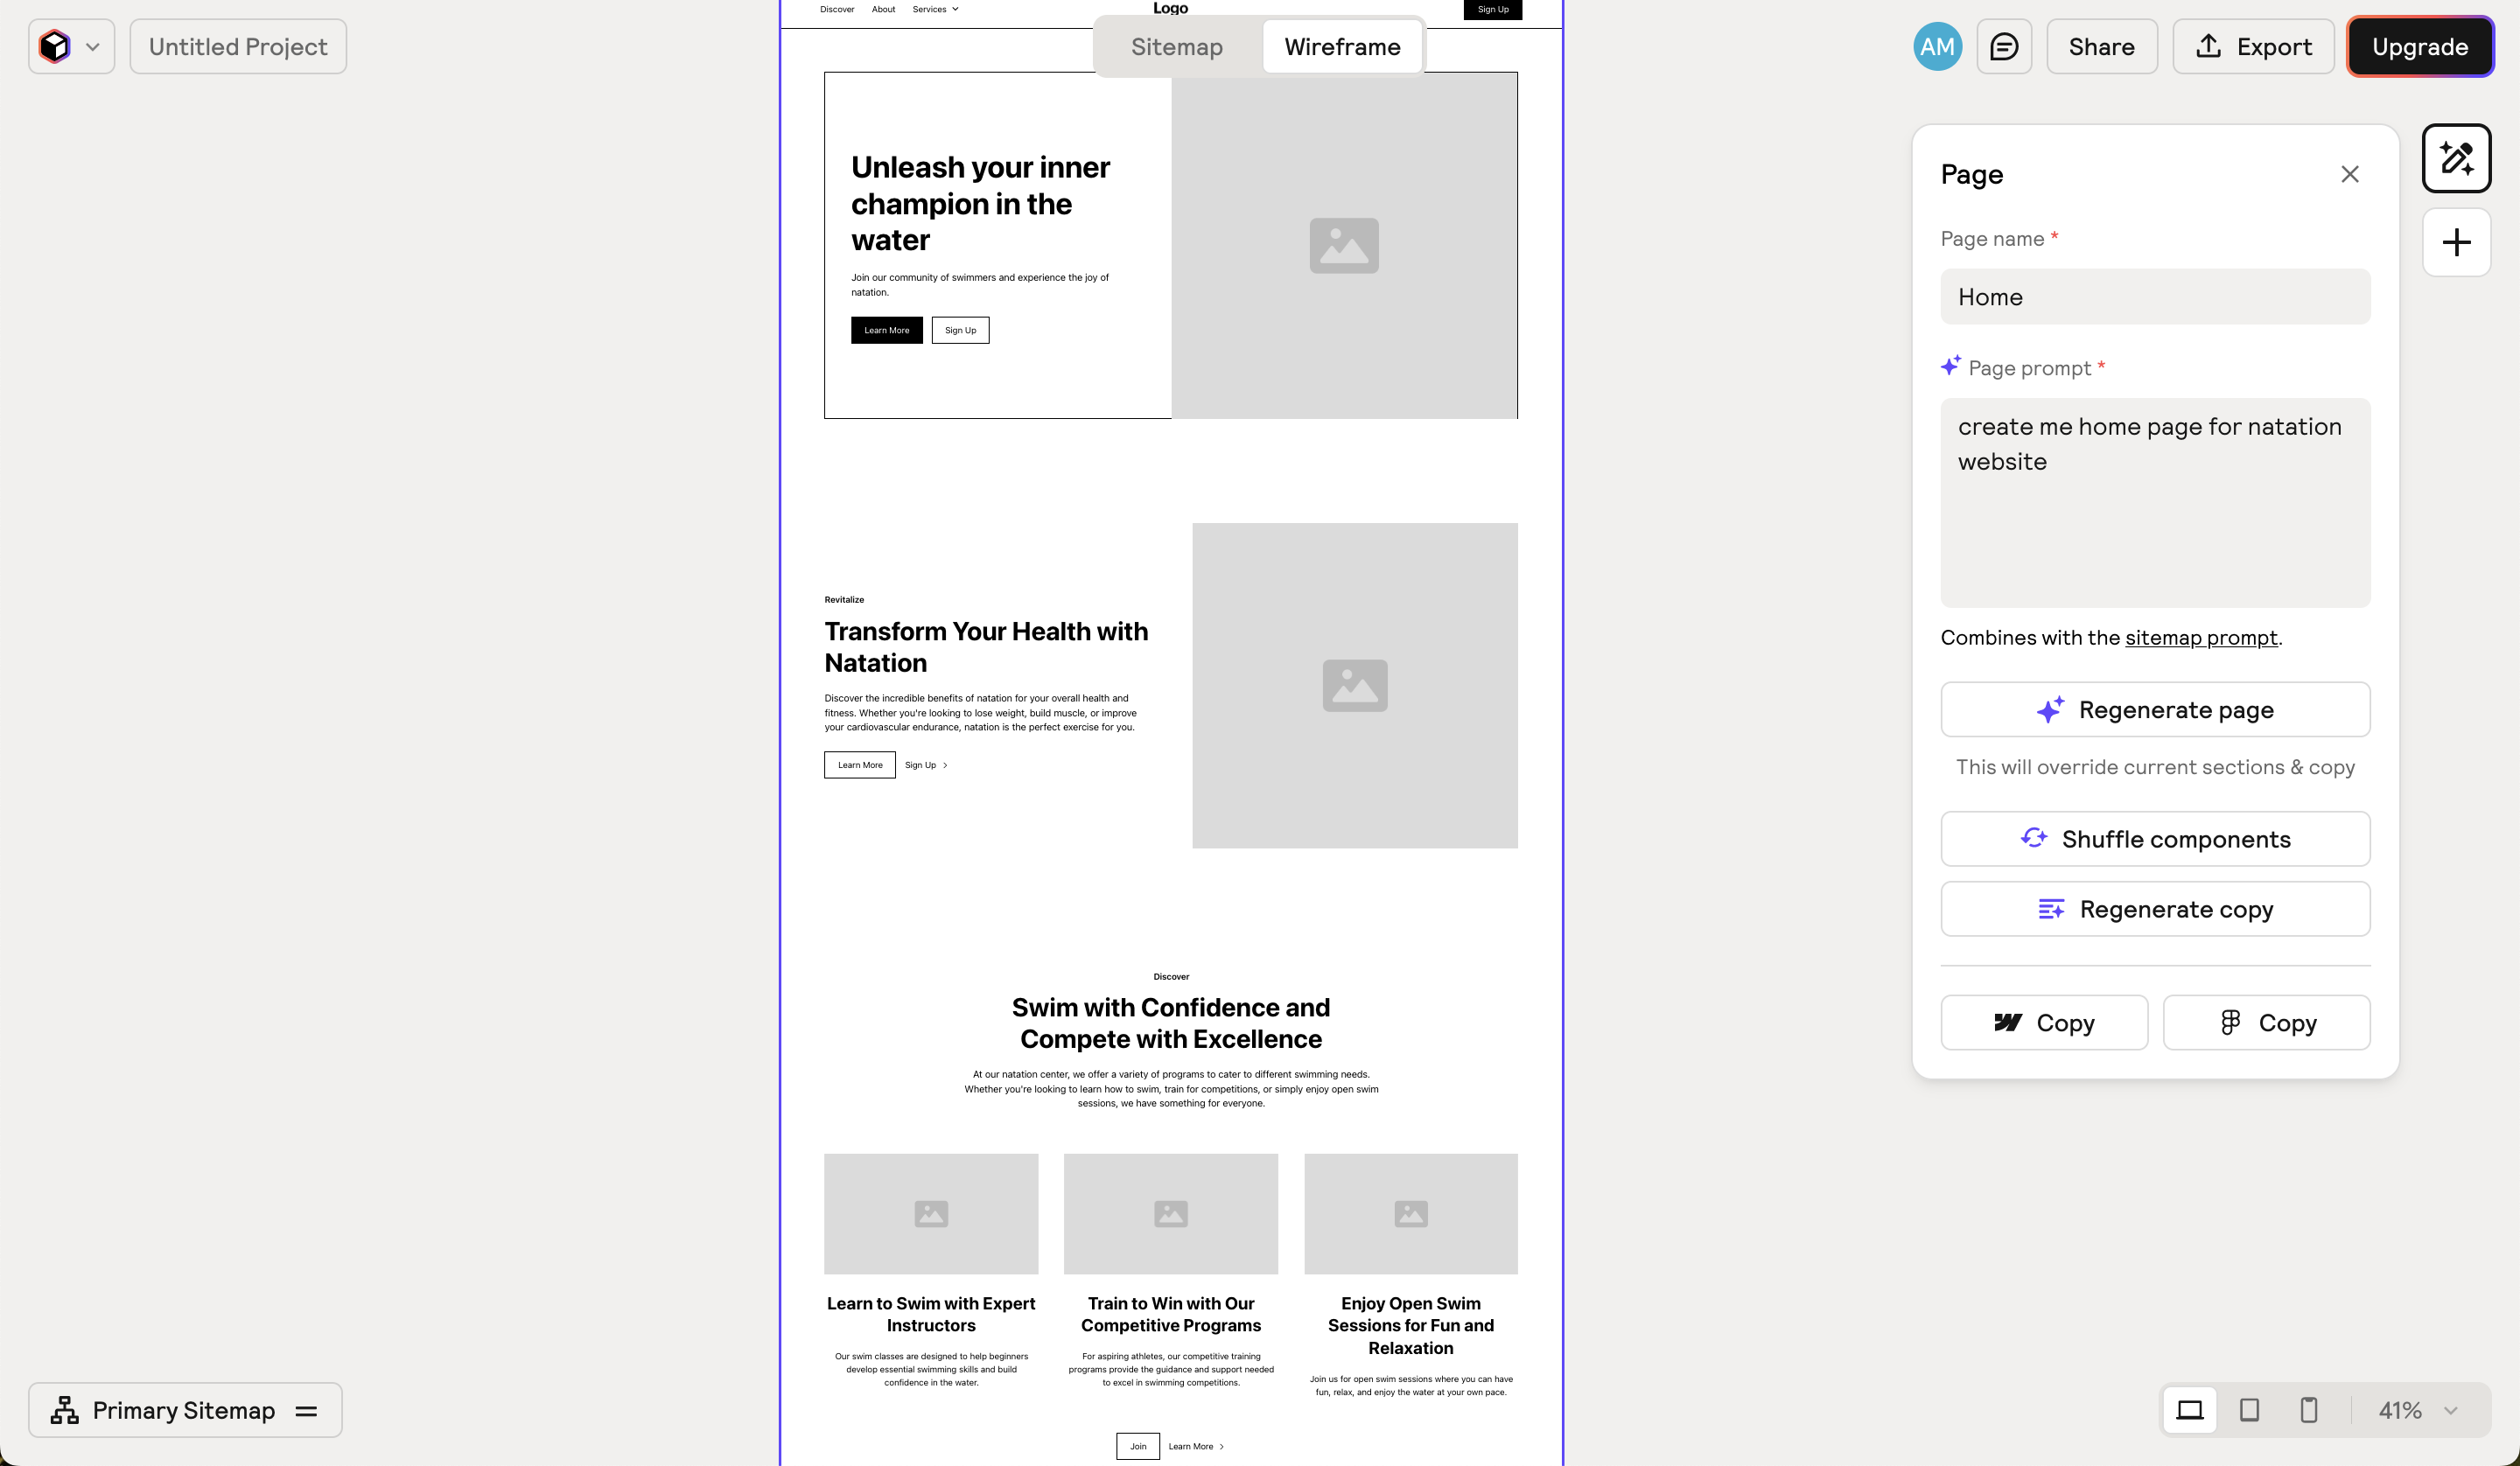 Discover About Services Logo Sign Up
Untitled Project
Sitemap Wireframe
AM Share Export Upgrade
Unleash your inner
champion in the
water
Join our community of swimmers and experience the joy of
natation.
Learn More Sign Up
Revitalize
Transform Your Health with
Natation
Discover the incredible benefits of natation for your overall health and
fitness. Whether you're looking to lose weight, build muscle, or improve
your cardiovascular endurance, natation is the perfect exercise for you.
Learn More Sign Up
Discover
Swim with Confidence and
Compete with Excellence
At our natation center, we offer a variety of programs to cater to different swimming needs.
Whether you're looking to learn how to swim, train for competitions, or simply enjoy open swim
sessions, we have something for everyone.
Learn to Swim with Expert
Instructors
Our swim classes are designed to help beginners
develop essential swimming skills and build
confidence in the water.
Train to Win with Our
Competitive Programs
For aspiring athletes, our competitive training
programs provide the guidance and support needed
to excel in swimming competitions.
Enjoy Open Swim
Sessions for Fun and
Relaxation
Join us for open swim sessions where you can have
fun, relax, and enjoy the water at your own pace.
Join Learn More
Page
Page name *
Home
Page prompt *
create me home page for natation
website
Combines with the sitemap prompt.
Regenerate page
This will override current sections & copy
Shuffle components
Regenerate copy
Copy Copy
Primary Sitemap
41%